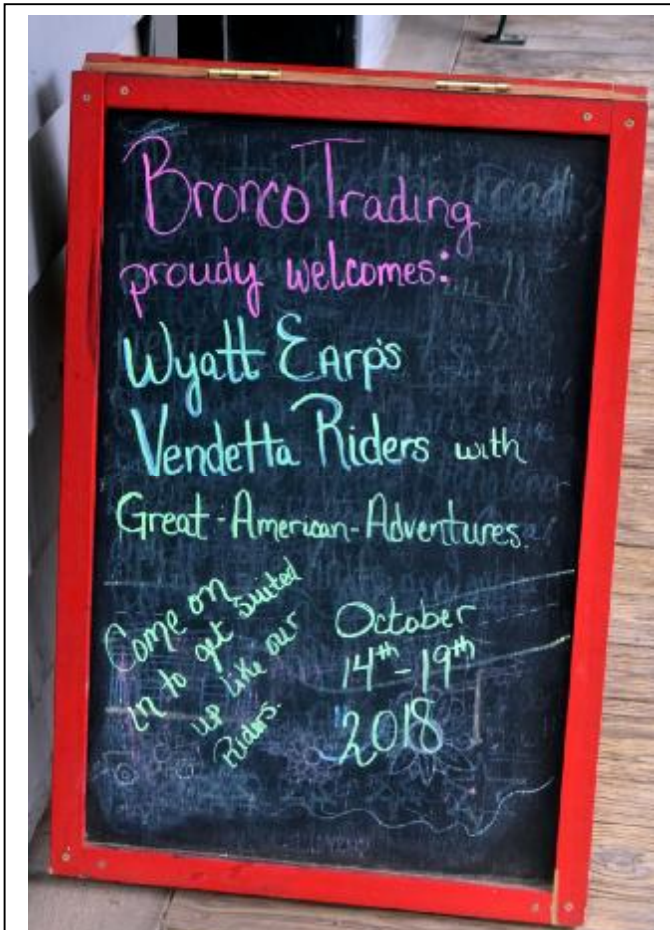 Bronco Trading
proudy welcomes:
Wyatt Earp's
Vendetta Riders with
Great-American-Adventures.
Come on
in to get suited
up like our
Riders.
October
14th-19th
2018